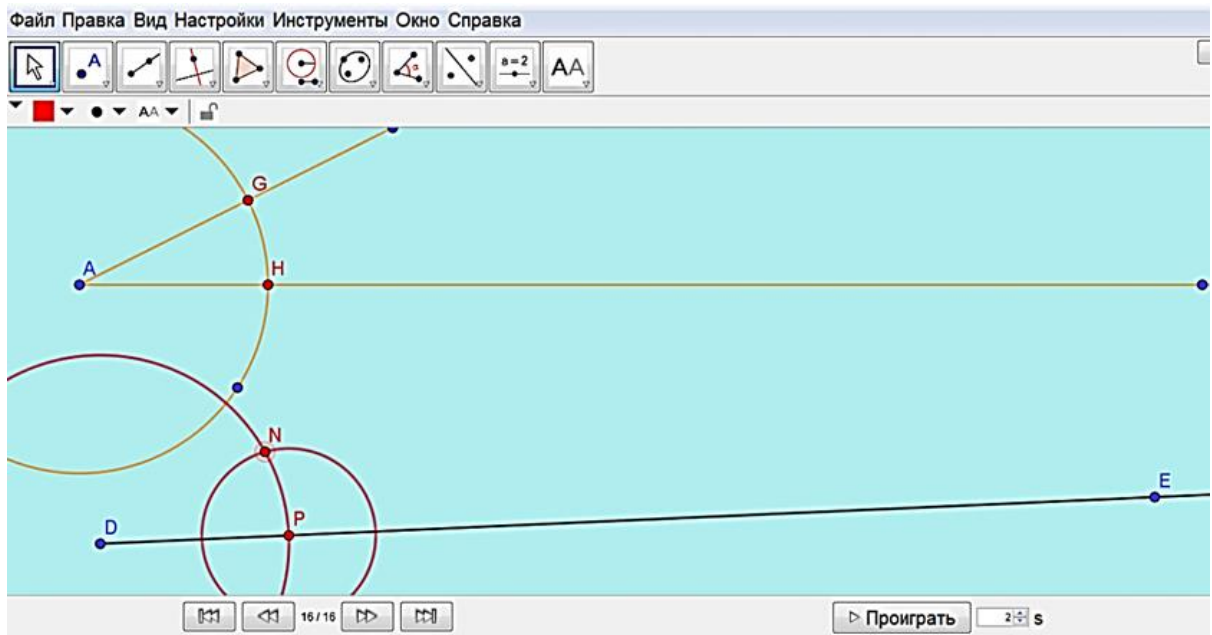 Файл Правка Вид Настройки Инструменты Окно Справка
A a=2 AA
AA
G
A H
N
E
D P
16 / 16 Проиграть 2 s